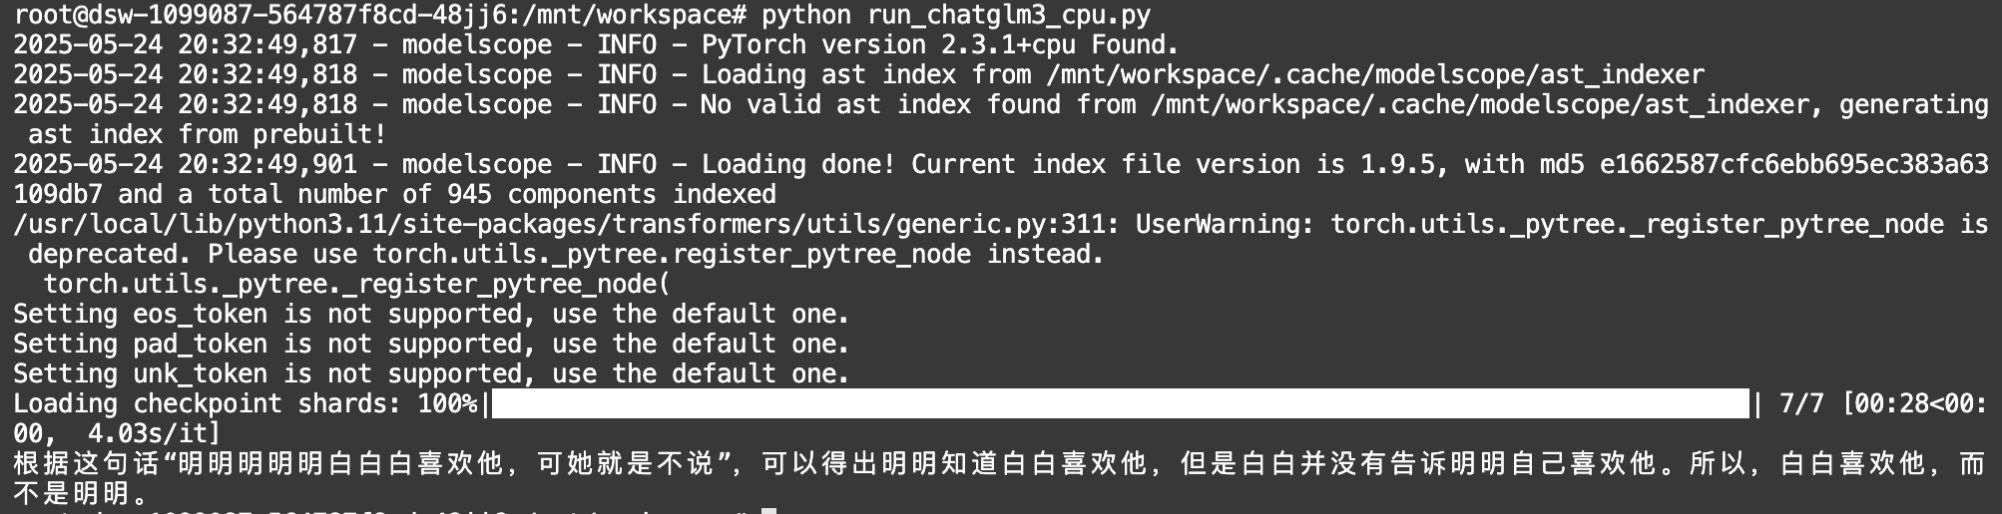 root@dsw-1099087-564787f8cd-48jj6:/mnt/workspace# python run_chatglm3_cpu.py
2025-05-24 20:32:49,817 - modelscope - INFO - PyTorch version 2.3.1+cpu Found.
2025-05-24 20:32:49,818 - modelscope - INFO - Loading ast index from /mnt/workspace/.cache/modelscope/ast_indexer
2025-05-24 20:32:49,818 - modelscope - INFO - No valid ast index found from /mnt/workspace/.cache/modelscope/ast_indexer, generating
ast index from prebuilt!
2025-05-24 20:32:49,901 - modelscope - INFO - Loading done! Current index file version is 1.9.5, with md5 e1662587cfc6ebb695ec383a63
109db7 and a total number of 945 components indexed
/usr/local/lib/python3.11/site-packages/transformers/utils/generic.py:311: UserWarning: torch.utils._pytree._register_pytree_node is
deprecated. Please use torch.utils._pytree.register_pytree_node instead.
torch.utils._pytree._register_pytree_node(
Setting eos_token is not supported, use the default one.
Setting pad_token is not supported, use the default one.
Setting unk_token is not supported, use the default one.
Loading checkpoint shards: 100%| | 7/7 [00:28<00:
00, 4.03s/it]
根据这句话“明明明明明白白白喜欢他，可她就是不说”，可以得出明明知道白白喜欢他，但是白白并没有告诉明明自己喜欢他。所以，白白喜欢他，而
不是明明。